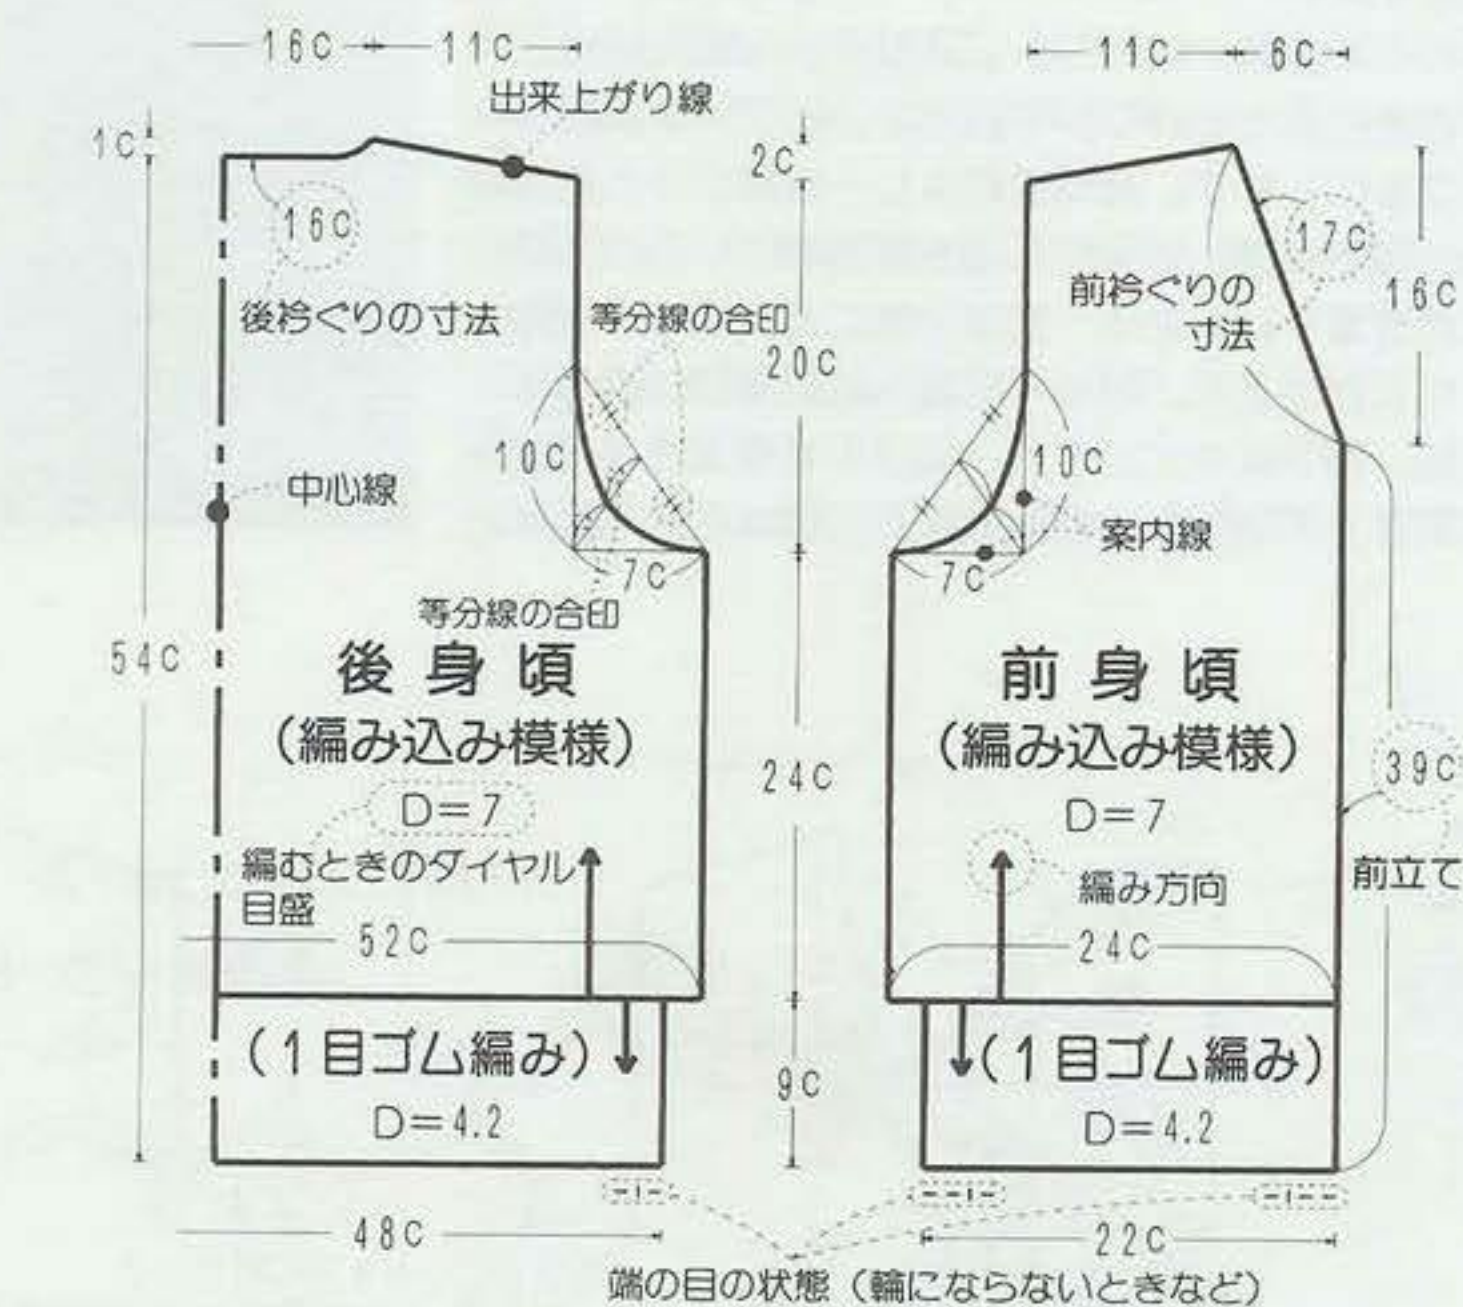 16C
11C
11C
6C
出来上がり線
1C
2C
16C
17C
後衿ぐりの寸法
等分線の合印
前衿ぐりの
寸法
16C
20C
10C
10C
中心線
案内線
7C
7C
等分線の合印
54C
後身頃
前身頃
(編み込み模様)
(編み込み模様)
24C
39C
D=7
D=7
編むときのダイヤル
目盛
編み方向
前立て
52C
24C
(1目ゴム編み)
(1目ゴム編み)
9C
D=4.2
D=4.2
48C
22C
端の目の状態(輪にならないときなど)